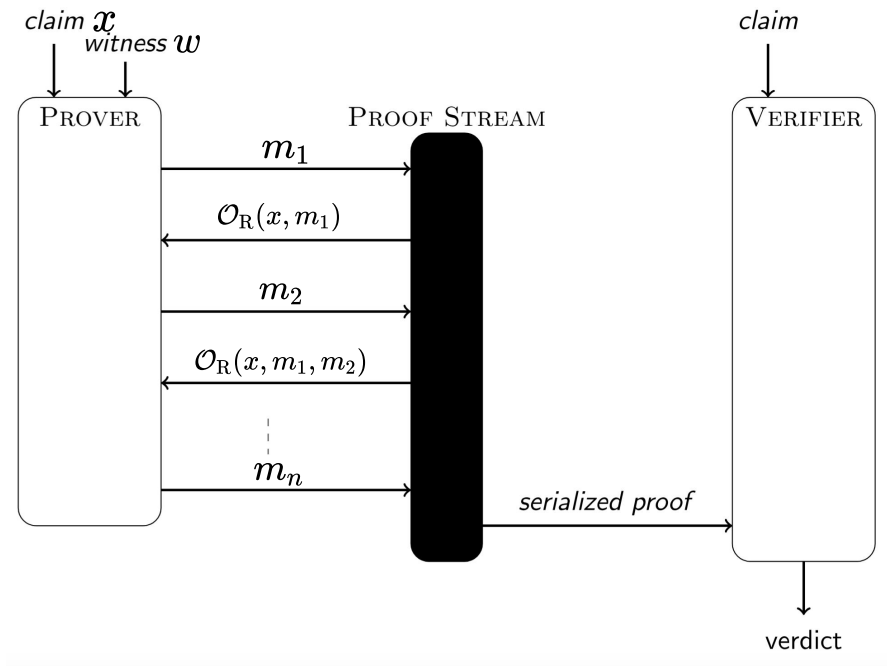 claim x
witness w
claim
PROVER
PROOF STREAM
VERIFIER
m₁
𝒪_R(x, m₁)
m₂
𝒪_R(x, m₁, m₂)
mₙ
serialized proof
verdict